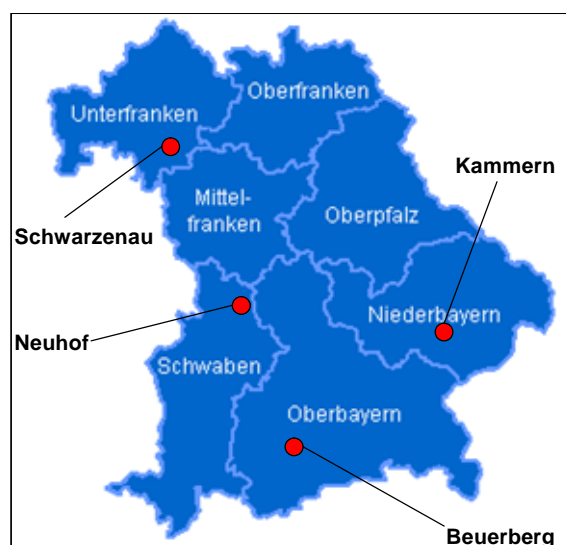 Oberfranken
Unterfranken
Kammern
Mittel-
franken
Oberpfalz
Schwarzenau
Niederbayern
Neuhof
Schwaben
Oberbayern
Beuerberg